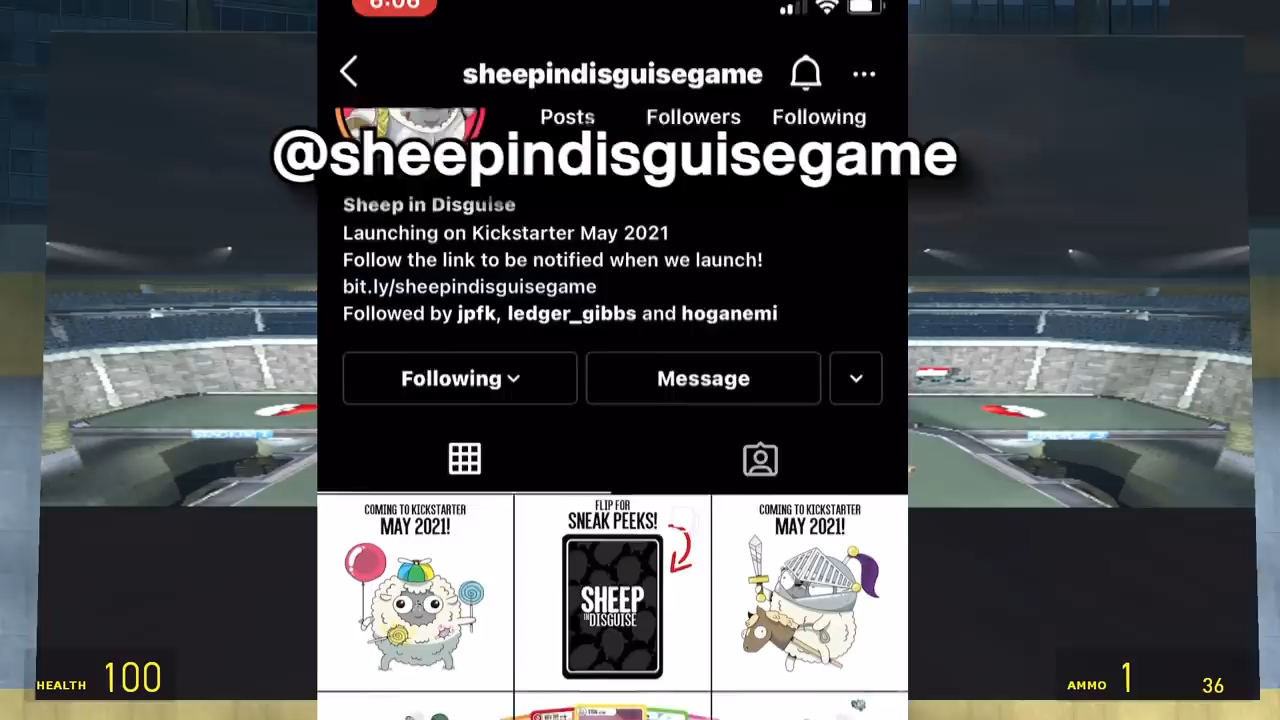 6:06
sheepindisguisegame
Posts Followers Following
@sheepindisguisegame
Sheep in Disguise
Launching on Kickstarter May 2021
Follow the link to be notified when we launch!
bit.ly/sheepindisguisegame
Followed by jpfk, ledger_gibbs and hoganemi
Following
Message
COMING TO KICKSTARTER
MAY 2021!
FLIP FOR
SNEAK PEEKS!
SHEEP
IN DISGUISE
COMING TO KICKSTARTER
MAY 2021!
HEALTH 100
AMMO 1 36